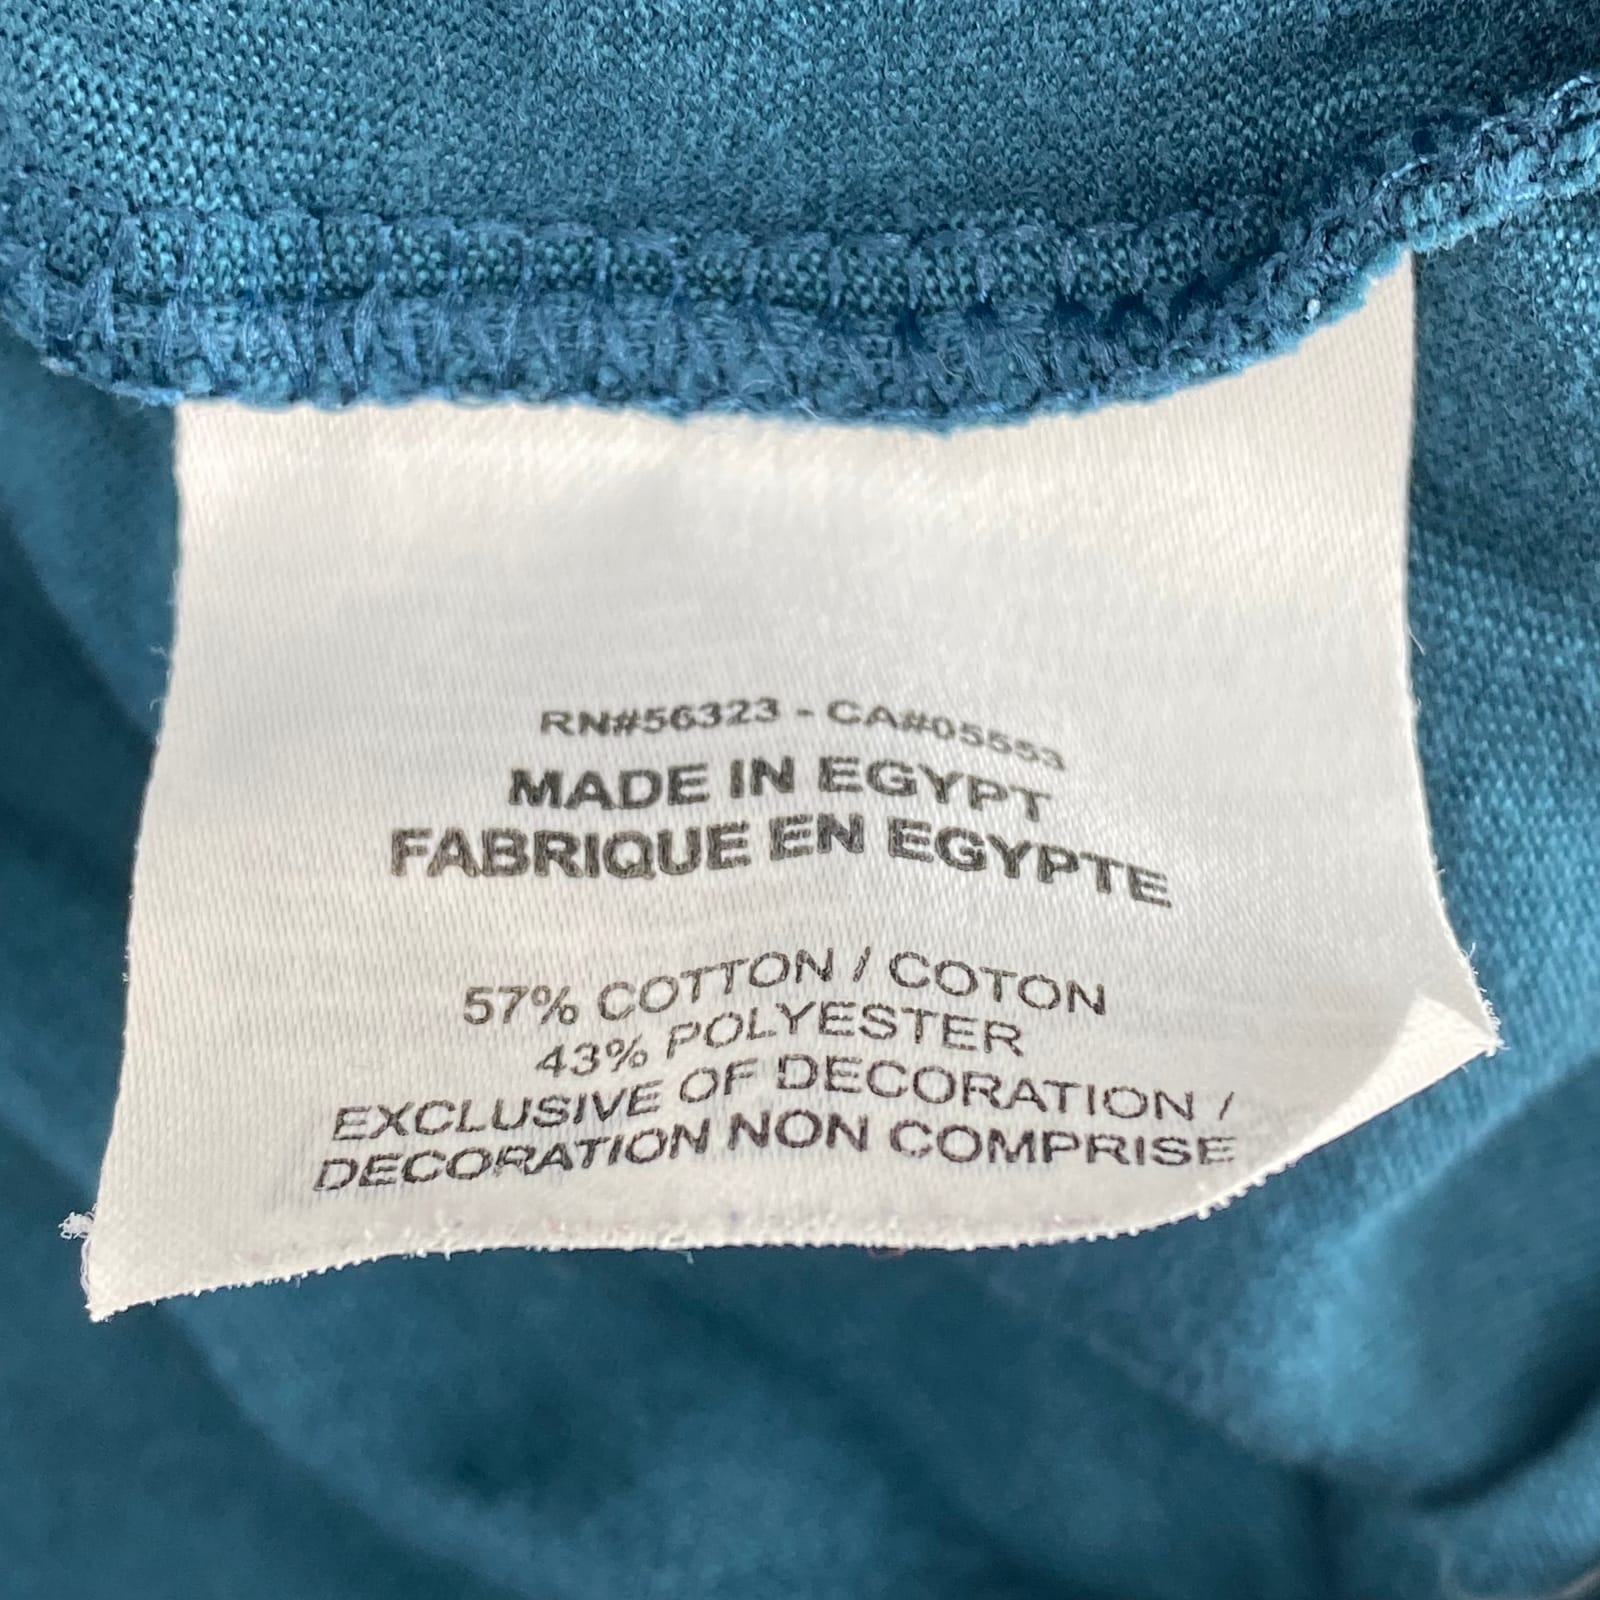 RN#56323 - CA#05553
MADE IN EGYPT
FABRIQUE EN EGYPTE
57% COTTON / COTON
43% POLYESTER
EXCLUSIVE OF DECORATION /
DECORATION NON COMPRISE